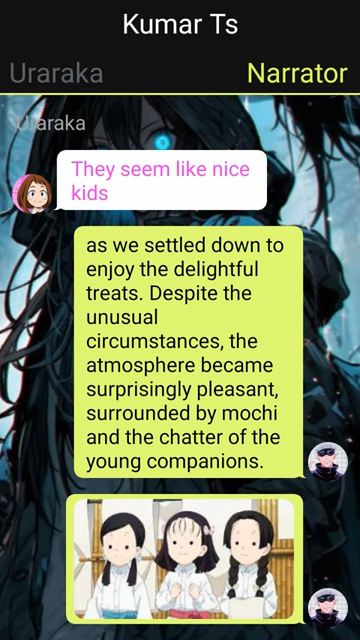 Kumar Ts
Uraraka
Narrator
Uraraka
They seem like nice
kids
as we settled down to
enjoy the delightful
treats. Despite the
unusual
circumstances, the
atmosphere became
surprisingly pleasant,
surrounded by mochi
and the chatter of the
young companions.